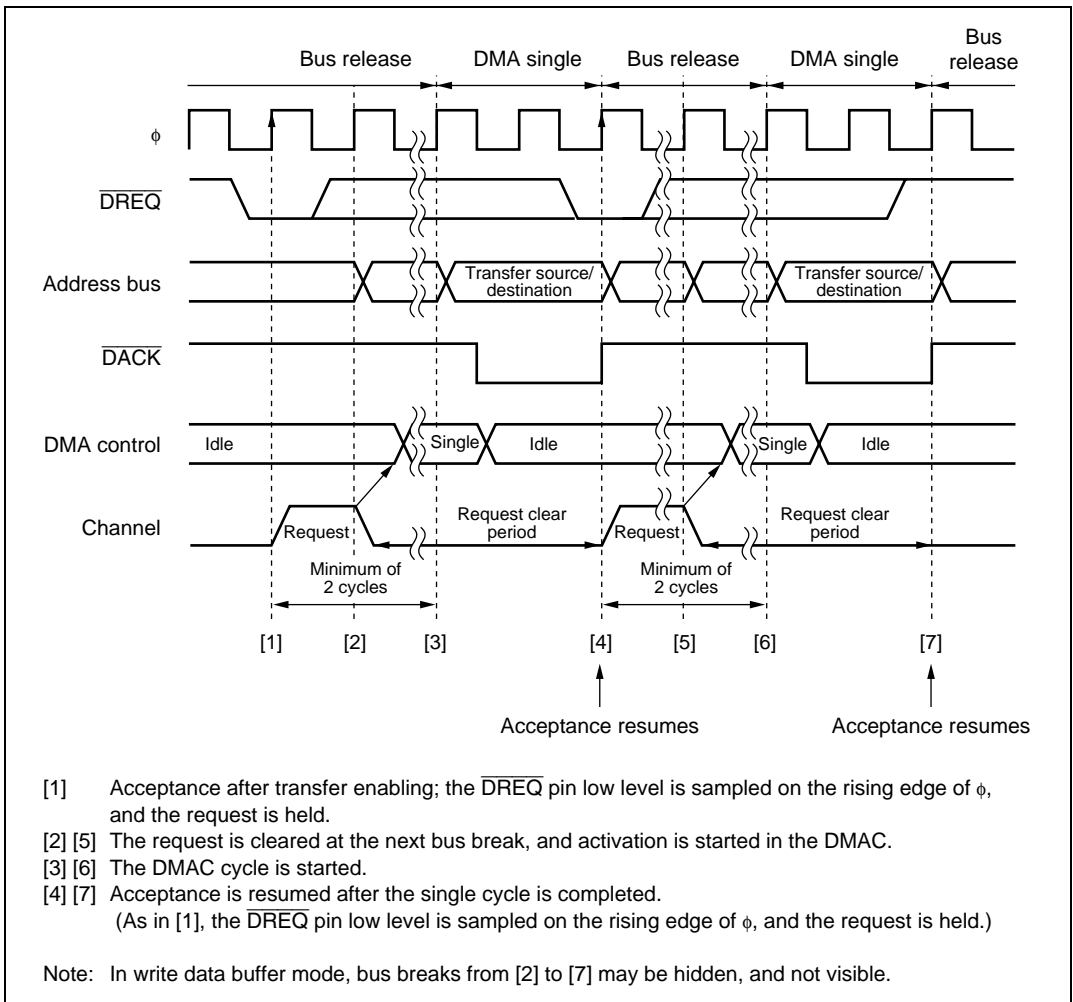 Bus release DMA single Bus release DMA single Bus release
φ
DREQ
Address bus Transfer source/ destination Transfer source/ destination
DACK
DMA control Idle Single Idle Single Idle
Channel Request Request clear period Request Request clear period
Minimum of 2 cycles Minimum of 2 cycles
[1] [2] [3] [4] [5] [6] [7]
Acceptance resumes Acceptance resumes
[1] Acceptance after transfer enabling; the DREQ pin low level is sampled on the rising edge of φ,
and the request is held.
[2] [5] The request is cleared at the next bus break, and activation is started in the DMAC.
[3] [6] The DMAC cycle is started.
[4] [7] Acceptance is resumed after the single cycle is completed.
(As in [1], the DREQ pin low level is sampled on the rising edge of φ, and the request is held.)
Note: In write data buffer mode, bus breaks from [2] to [7] may be hidden, and not visible.